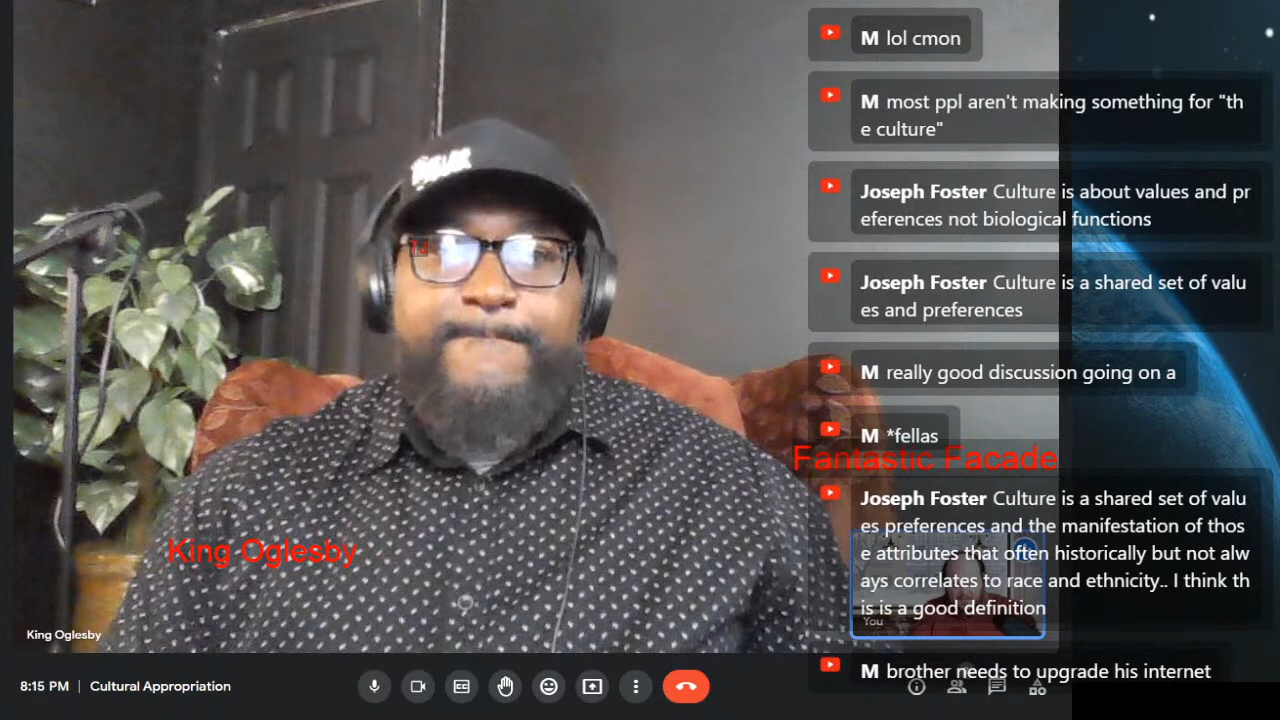 M lol cmon
M most ppl aren't making something for "th
e culture"
Joseph Foster Culture is about values and pr
eferences not biological functions
Joseph Foster Culture is a shared set of valu
es and preferences
M really good discussion going on a
M *fellas
Fantastic Facade
Joseph Foster Culture is a shared set of valu
es preferences and the manifestation of thos
e attributes that often historically but not alw
ays correlates to race and ethnicity.. I think th
is is a good definition
King Oglesby
You
King Oglesby
M brother needs to upgrade his internet
8:15 PM | Cultural Appropriation